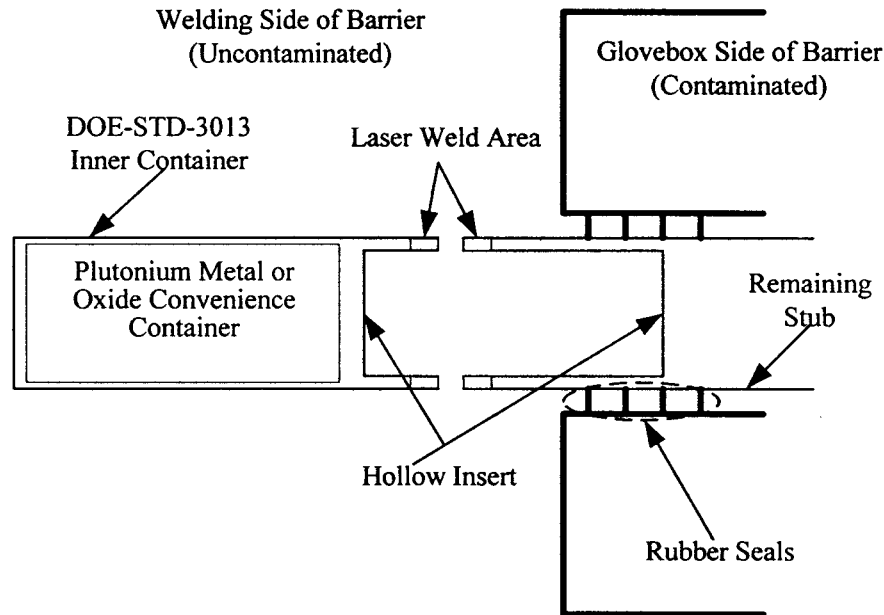 Welding Side of Barrier
(Uncontaminated)
Glovebox Side of Barrier
(Contaminated)
DOE-STD-3013
Inner Container
Laser Weld Area
Plutonium Metal or
Oxide Convenience
Container
Remaining
Stub
Hollow Insert
Rubber Seals